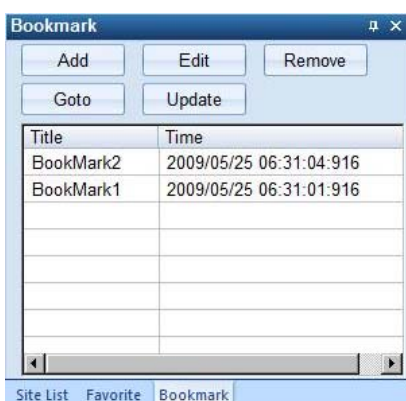 Bookmark
Add Edit Remove
Goto Update
Title Time
BookMark2 2009/05/25 06:31:04:916
BookMark1 2009/05/25 06:31:01:916
Site List Favorite Bookmark